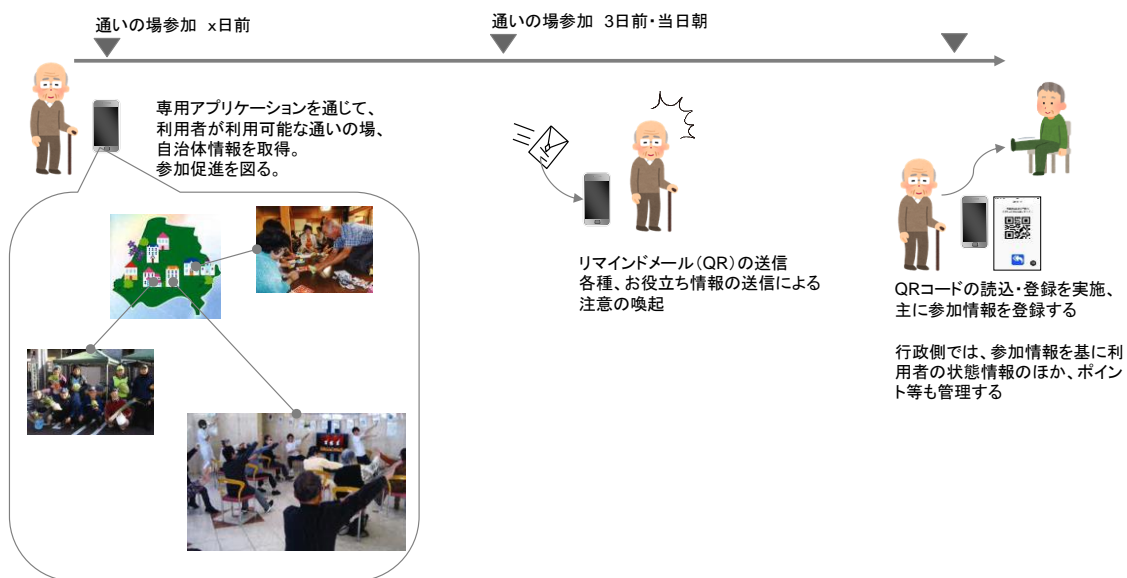 通いの場参加 x日前
通いの場参加 3日前・当日朝
専用アプリケーションを通じて、
利用者が利用可能な通いの場、
自治体情報を取得。
参加促進を図る。
リマインドメール(QR)の送信
各種、お役立ち情報の送信による
注意の喚起
QRコードの読込・登録を実施、
主に参加情報を登録する
行政側では、参加情報を基に利
用者の状態情報のほか、ポイン
ト等も管理する